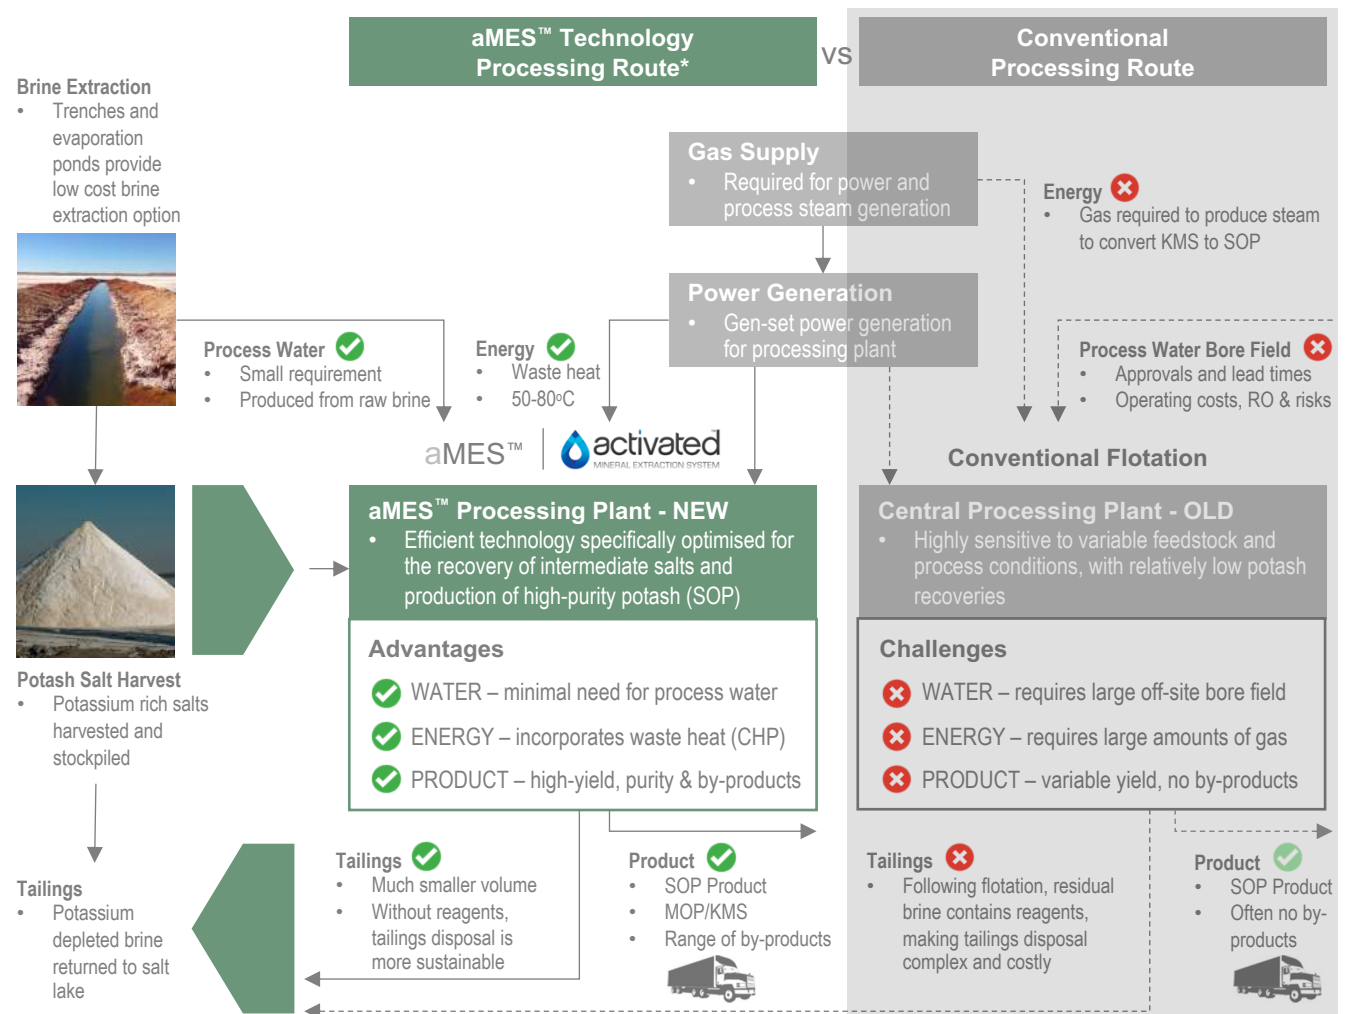 aMES™ Technology
Processing Route*
vs
Conventional
Processing Route
Brine Extraction
• Trenches and
evaporation
ponds provide
low cost brine
extraction option
Gas Supply
• Required for power and
process steam generation
Energy
• Gas required to produce steam
to convert KMS to SOP
Power Generation
• Gen-set power generation
for processing plant
Process Water
• Small requirement
• Produced from raw brine
Energy
• Waste heat
• 50-80ºC
Process Water Bore Field
• Approvals and lead times
• Operating costs, RO & risks
aMES™
activated™
MINERAL EXTRACTION SYSTEM
Conventional Flotation
aMES™ Processing Plant - NEW
• Efficient technology specifically optimised for
the recovery of intermediate salts and
production of high-purity potash (SOP)
Central Processing Plant - OLD
• Highly sensitive to variable feedstock and
process conditions, with relatively low potash
recoveries
Advantages
WATER – minimal need for process water
ENERGY – incorporates waste heat (CHP)
PRODUCT – high-yield, purity & by-products
Challenges
WATER – requires large off-site bore field
ENERGY – requires large amounts of gas
PRODUCT – variable yield, no by-products
Potash Salt Harvest
• Potassium rich salts
harvested and
stockpiled
Tailings
• Potassium
depleted brine
returned to salt
lake
Tailings
• Much smaller volume
• Without reagents,
tailings disposal is
more sustainable
Product
• SOP Product
• MOP/KMS
• Range of by-products
Tailings
• Following flotation, residual
brine contains reagents,
making tailings disposal
complex and costly
Product
• SOP Product
• Often no by-
products